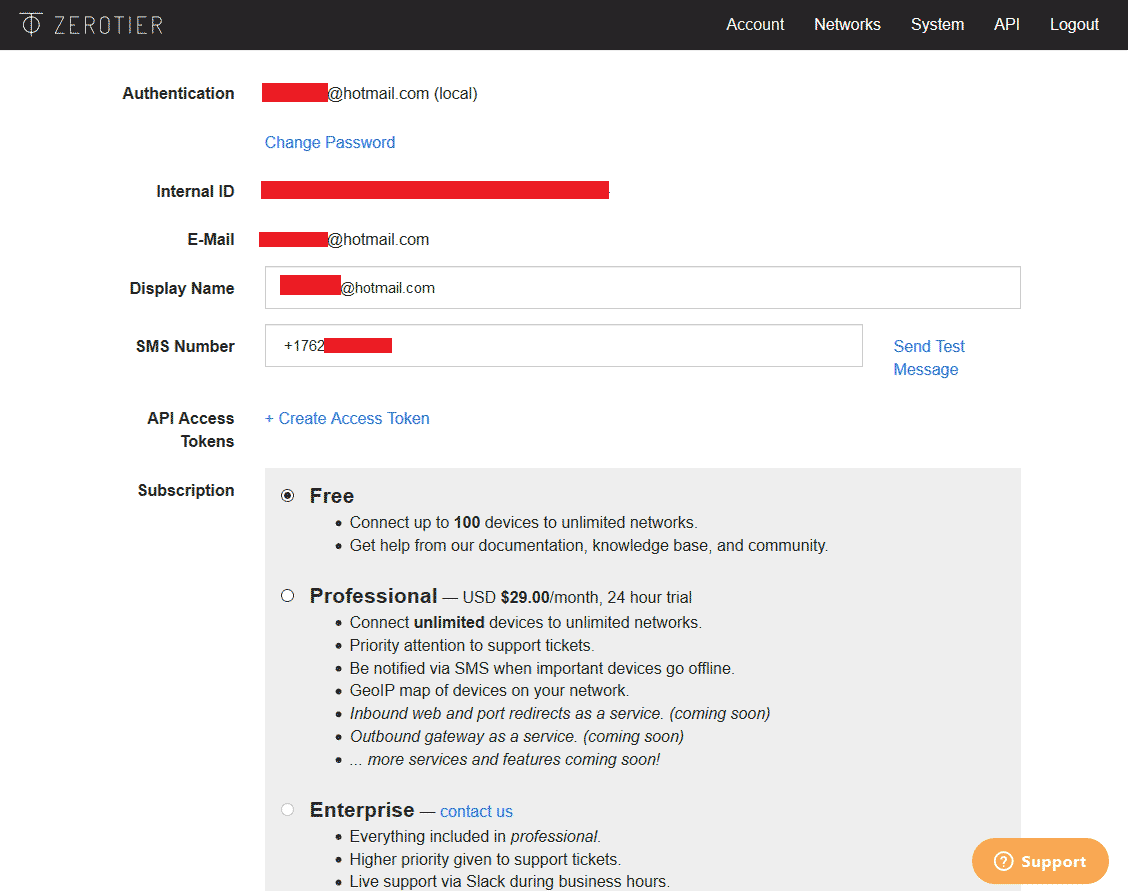 ZEROTIER
Account Networks System API Logout
Authentication @hotmail.com (local)
Change Password
Internal ID
E-Mail @hotmail.com
Display Name @hotmail.com
SMS Number +1762 Send Test
Message
API Access + Create Access Token
Tokens
Subscription
Free
• Connect up to 100 devices to unlimited networks.
• Get help from our documentation, knowledge base, and community.
Professional — USD $29.00/month, 24 hour trial
• Connect unlimited devices to unlimited networks.
• Priority attention to support tickets.
• Be notified via SMS when important devices go offline.
• GeoIP map of devices on your network.
• Inbound web and port redirects as a service. (coming soon)
• Outbound gateway as a service. (coming soon)
• ... more services and features coming soon!
Enterprise — contact us
• Everything included in professional.
• Higher priority given to support tickets.
• Live support via Slack during business hours.
? Support